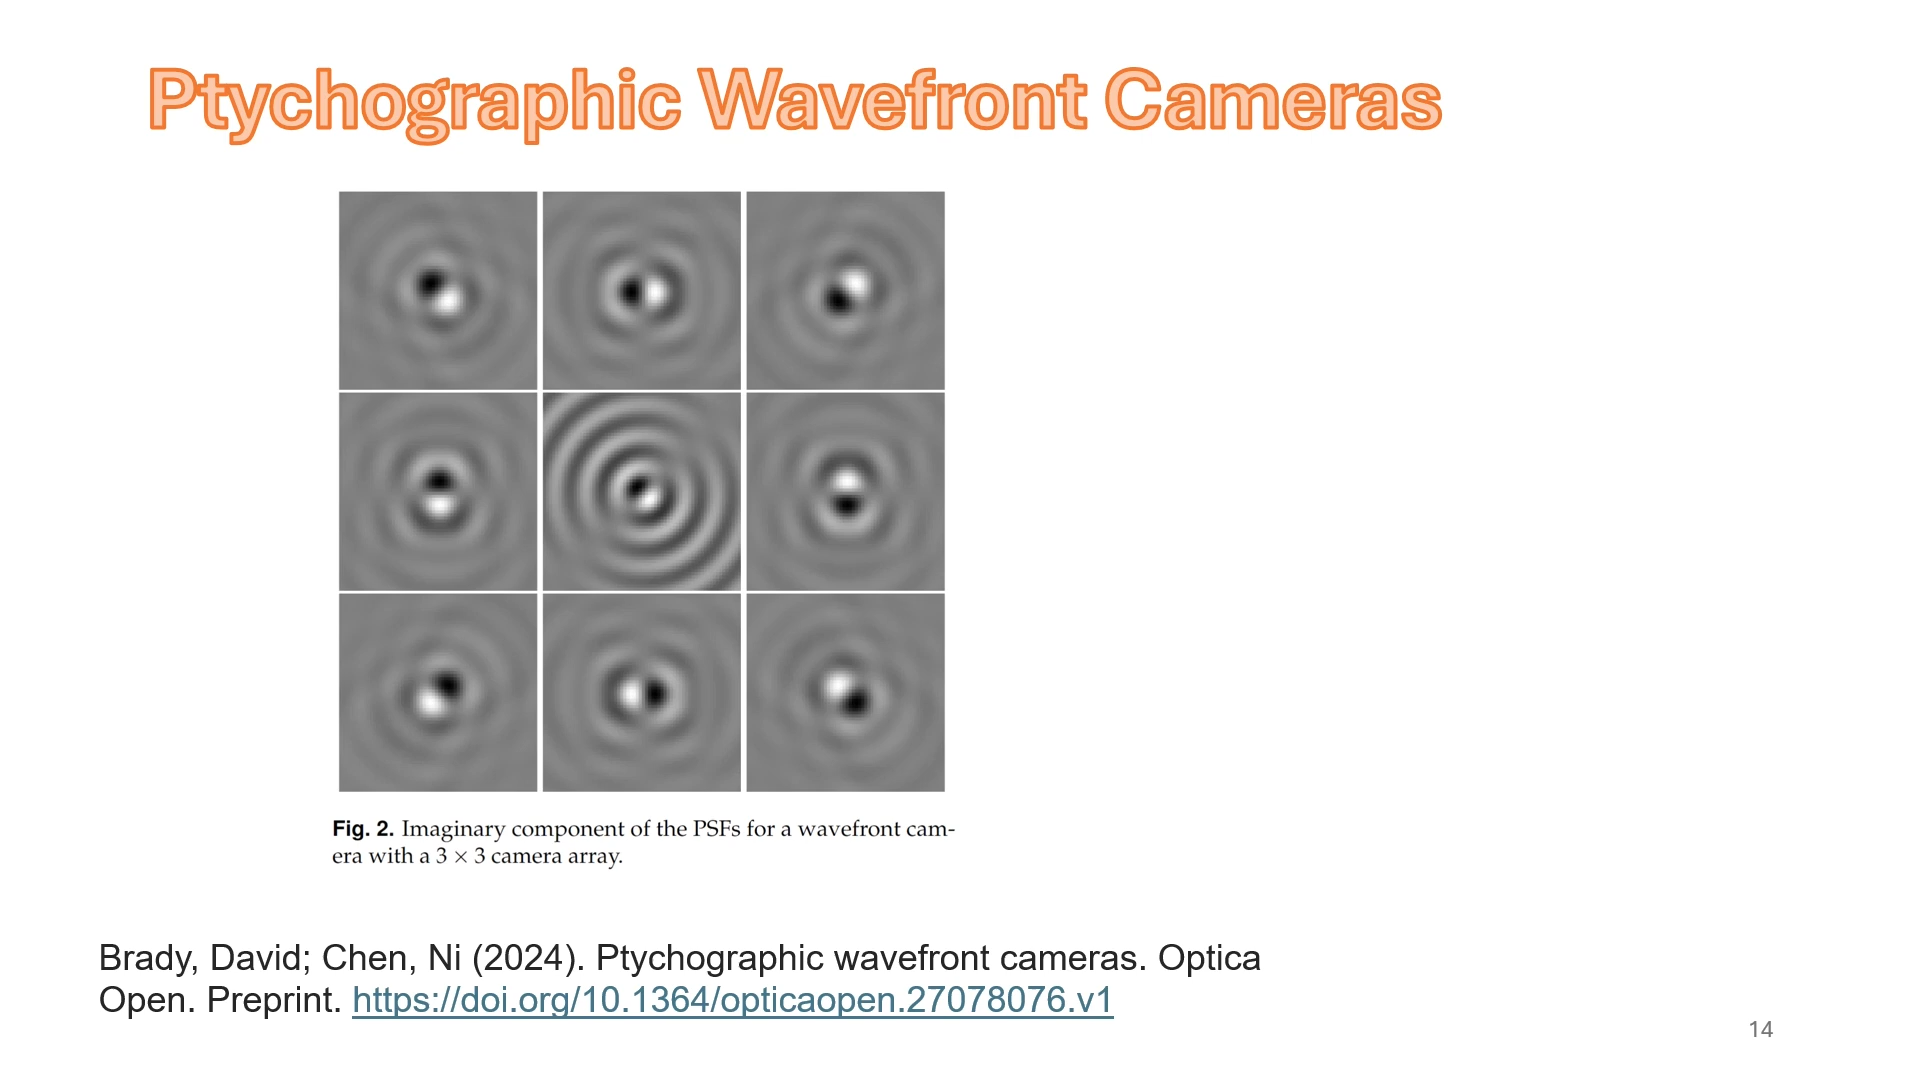 Ptychographic Wavefront Cameras
Fig. 2. Imaginary component of the PSFs for a wavefront cam-
era with a 3 × 3 camera array.
Brady, David; Chen, Ni (2024). Ptychographic wavefront cameras. Optica
Open. Preprint. https://doi.org/10.1364/opticaopen.27078076.v1
14